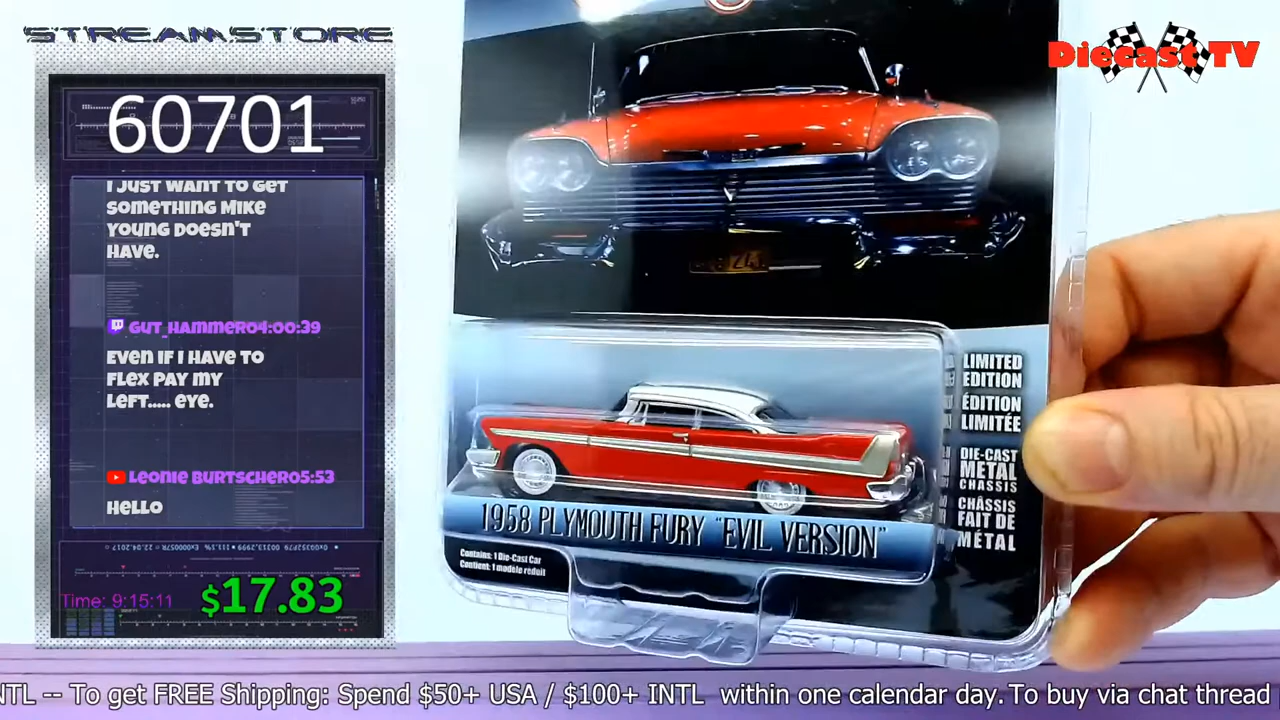 STREAMSTORE
60701
I just want to get
something Mike
Young doesn't
have.
Gut_Hammer04:00:39
Even if I have to
flex pay my
left..... eye.
Leonie Burtscher05:53
Hello
Time: 9:15:11
$17.83
Diecast TV
LIMITED
EDITION
ÉDITION
LIMITÉE
DIE-CAST
METAL
CHASSIS
CHÂSSIS
FAIT DE
MÉTAL
1958 PLYMOUTH FURY "EVIL VERSION"
Contains: 1 Die-Cast Car
Contient: 1 modèle réduit
NTL -- To get FREE Shipping: Spend $50+ USA / $100+ INTL within one calendar day. To buy via chat thread